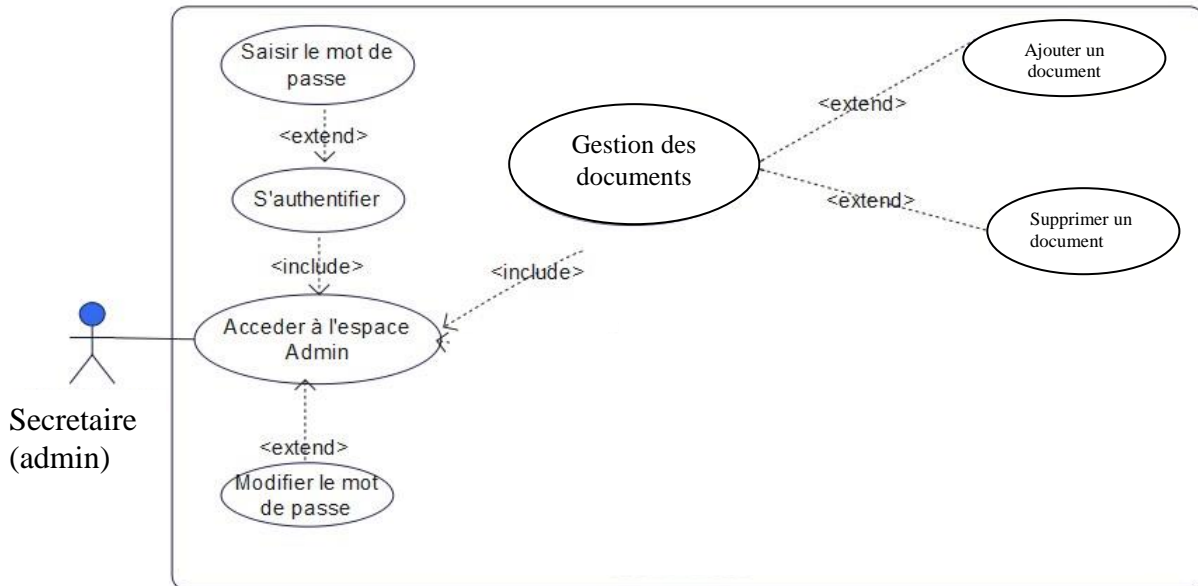 Saisir le mot de
passe
<extend>
S'authentifier
<include>
Acceder à l'espace
Admin
<extend>
Modifier le mot
de passe
Secretaire
(admin)
Gestion des
documents
<include>
<extend>
<extend>
Ajouter un
document
Supprimer un
document